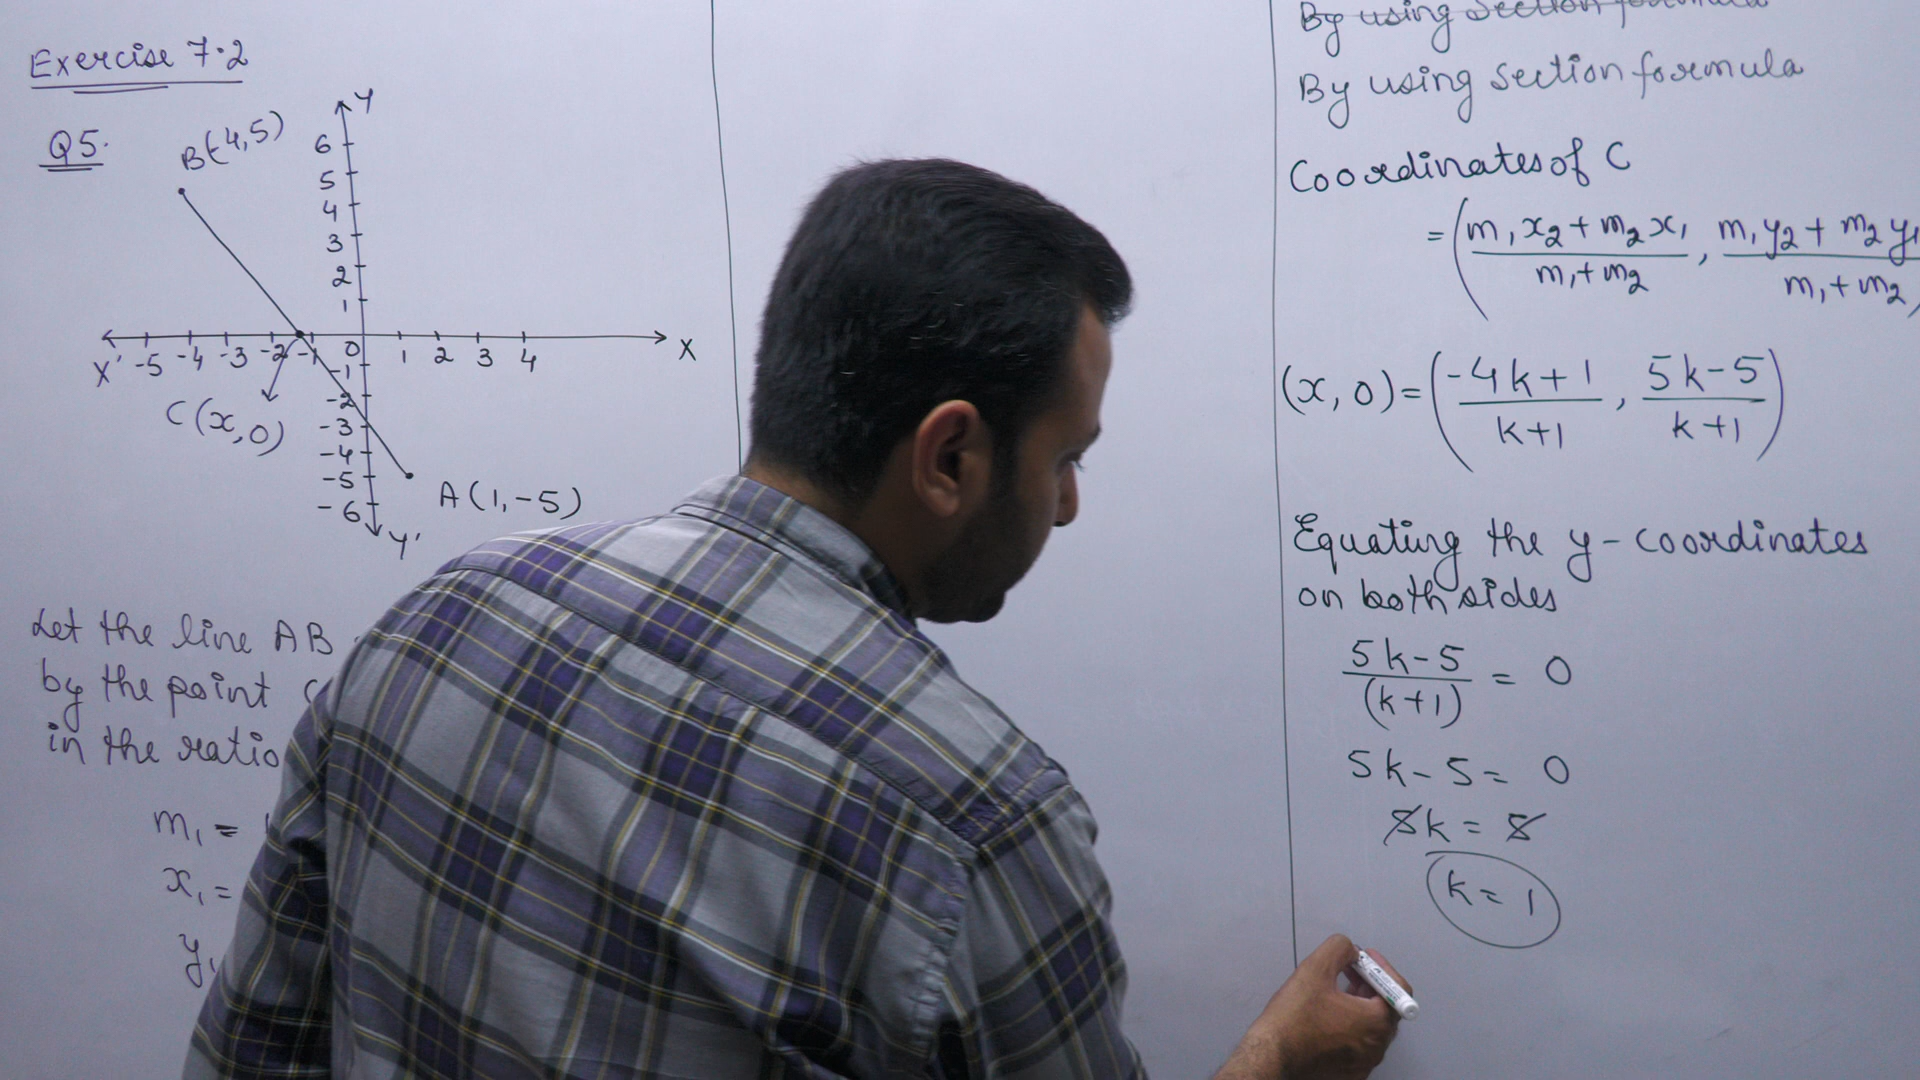 Exercise 7.2
Q5.
B(-4,5)
Y
6
5
4
3
2
1
X' -5 -4 -3 -2 -1 0 1 2 3 4 X
-1
-2
-3
-4
-5
-6
Y'
C(x,0)
A(1,-5)
Let the line AB
by the point
in the ratio
m₁ =
x₁ =
y₁
By using section formula
By using section formula
Coordinates of C
= ( (m₁x₂ + m₂x₁)/(m₁ + m₂) , (m₁y₂ + m₂y₁)/(m₁ + m₂) )
(x, 0) = ( (-4k+1)/(k+1) , (5k-5)/(k+1) )
Equating the y-coordinates
on both sides
(5k-5)/(k+1) = 0
5k-5 = 0
5k = 5
k = 1